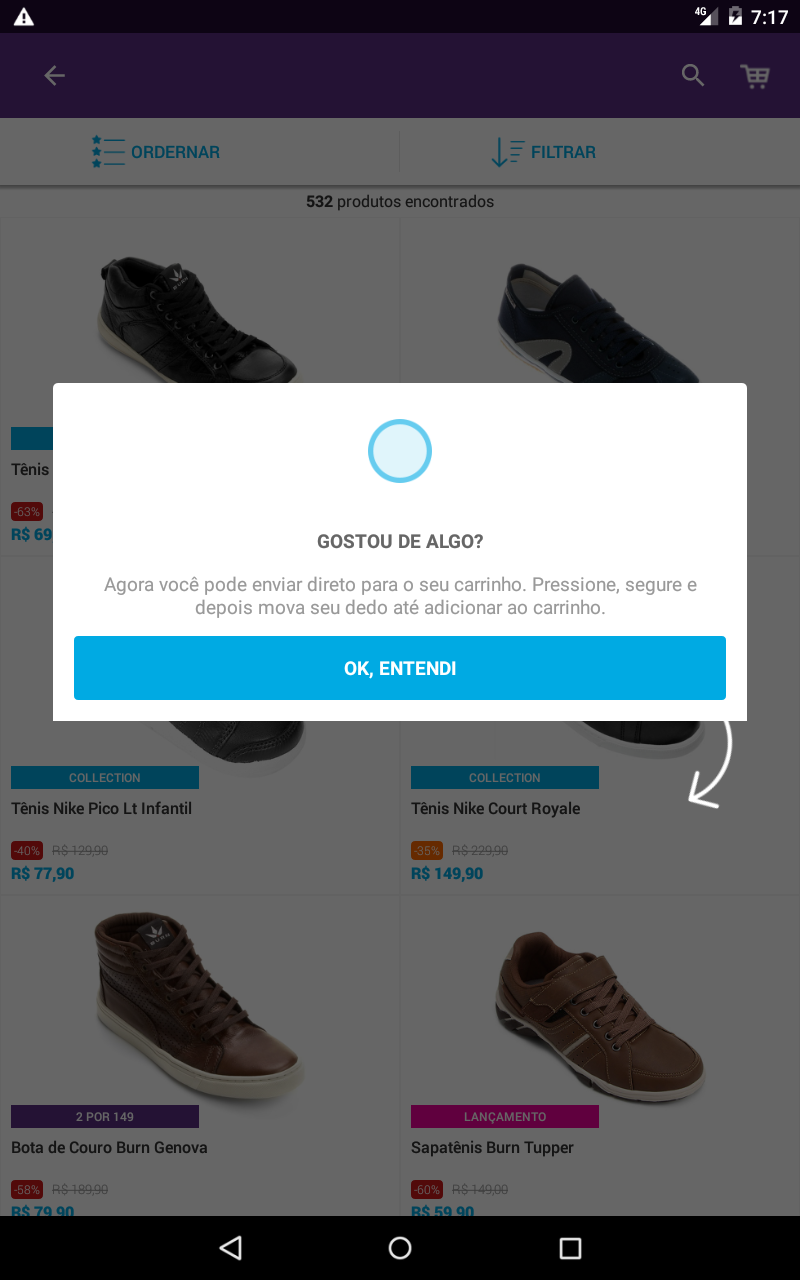 4G 7:17
ORDERNAR
FILTRAR
532 produtos encontrados
BURN
Tênis
-63%
R$ 69
GOSTOU DE ALGO?
Agora você pode enviar direto para o seu carrinho. Pressione, segure e
depois mova seu dedo até adicionar ao carrinho.
OK, ENTENDI
COLLECTION
COLLECTION
Tênis Nike Pico Lt Infantil
Tênis Nike Court Royale
-40% R$ 129,90
-35% R$ 229,90
R$ 77,90
R$ 149,90
BURN
2 POR 149
LANÇAMENTO
Bota de Couro Burn Genova
Sapatênis Burn Tupper
-58% R$ 189,90
-60% R$ 149,00
R$ 79,90
R$ 59,90